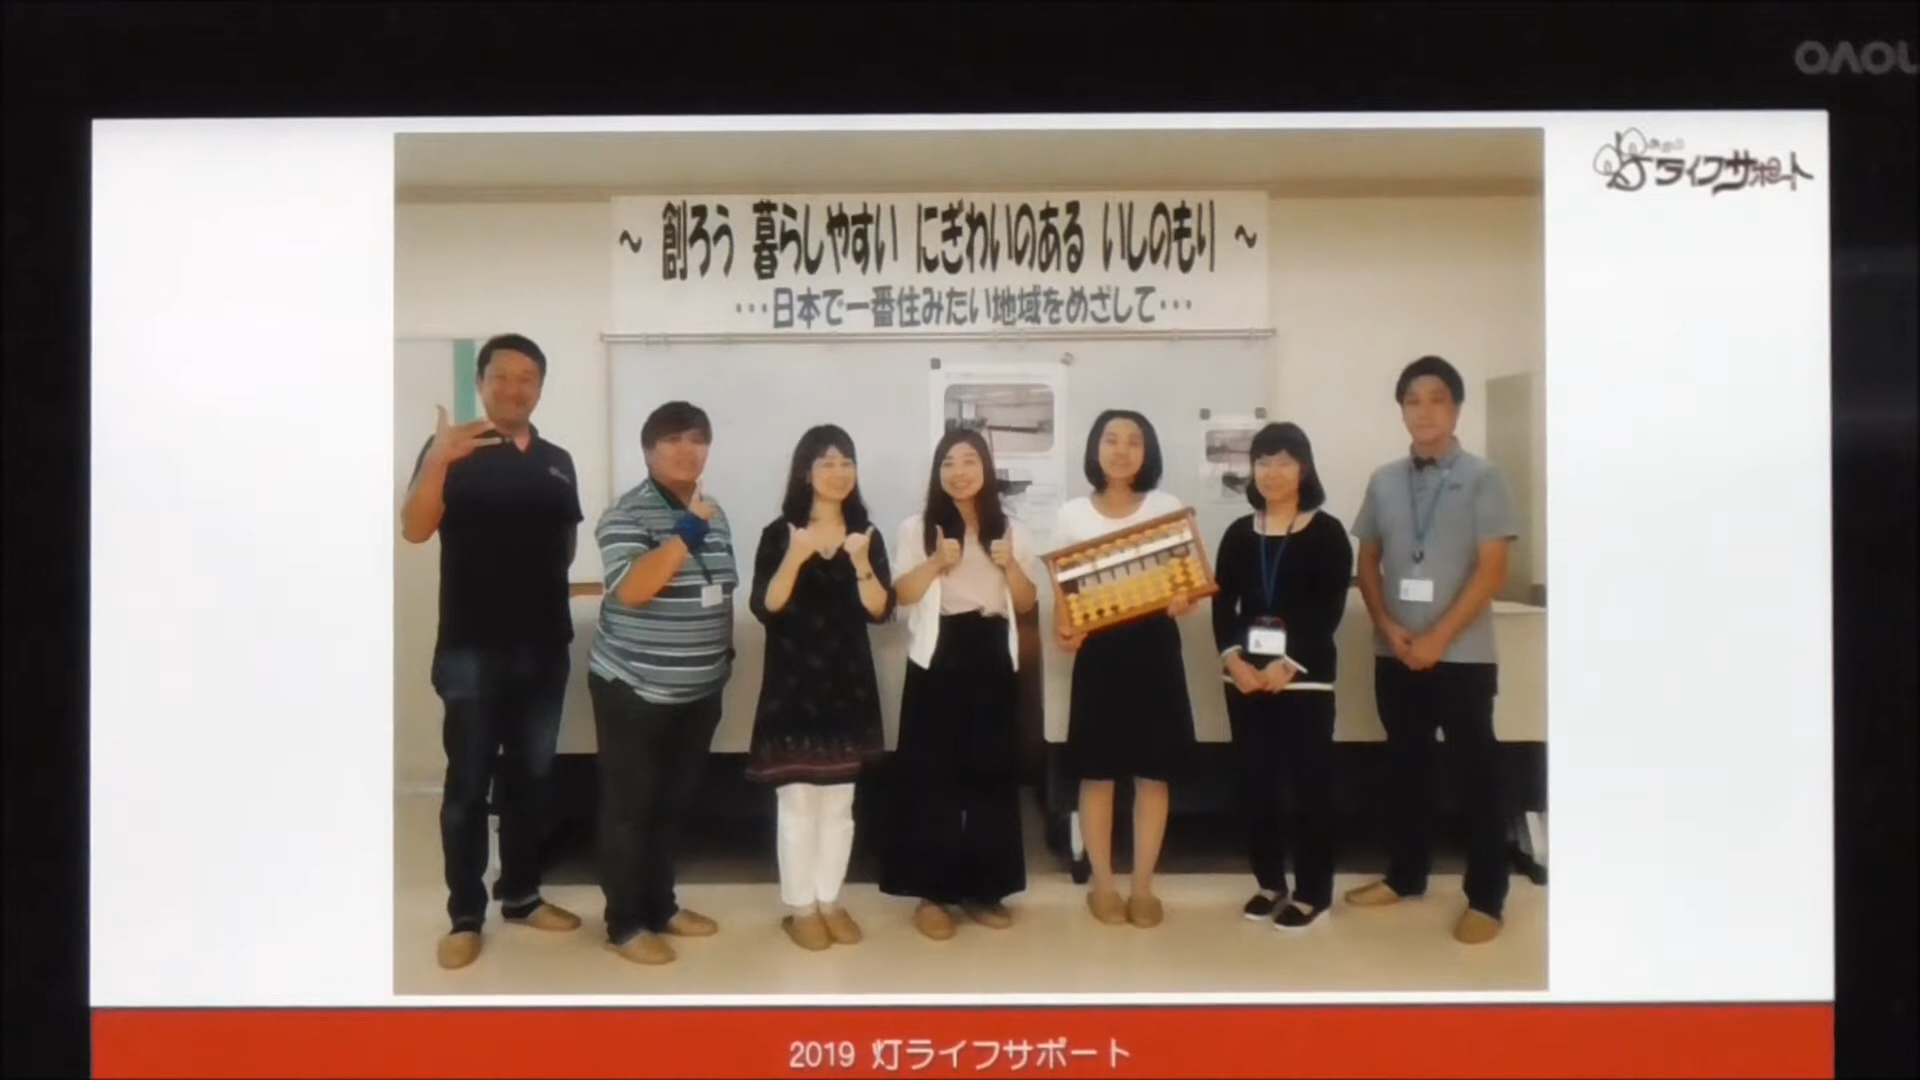 OAOU
灯ライフサポート
～ 創ろう 暮らしやすい にぎわいのある いしのもり ～
･･･日本で一番住みたい地域をめざして･･･
2019 灯ライフサポート